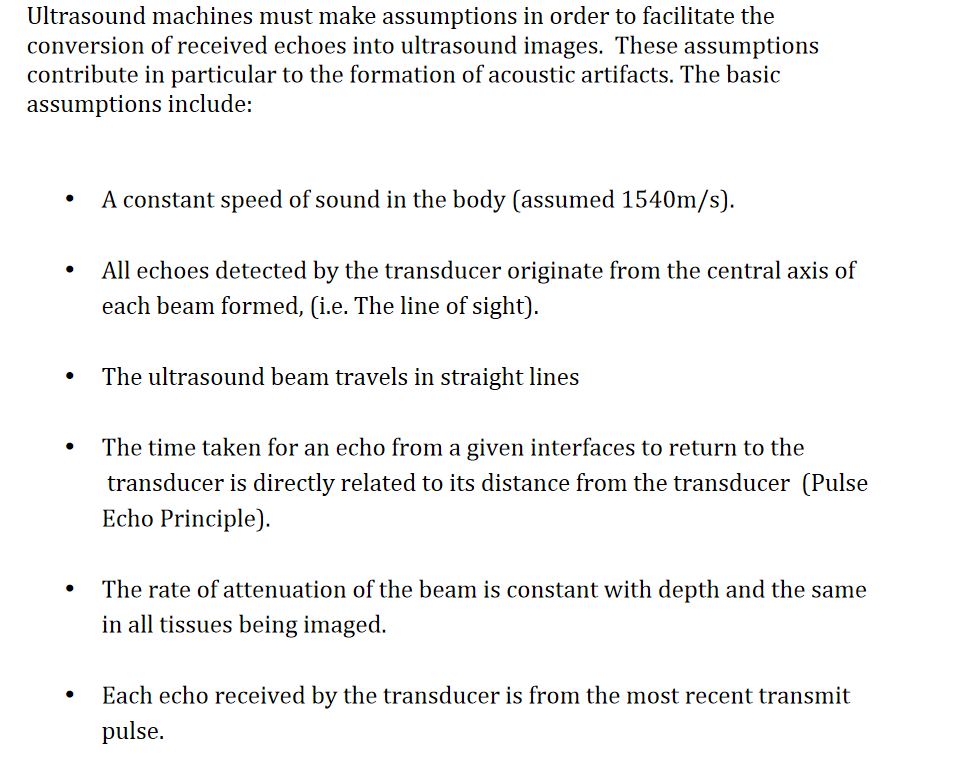 Ultrasound machines must make assumptions in order to facilitate the
conversion of received echoes into ultrasound images.  These assumptions
contribute in particular to the formation of acoustic artifacts. The basic
assumptions include:
• A constant speed of sound in the body (assumed 1540m/s).
• All echoes detected by the transducer originate from the central axis of
each beam formed, (i.e. The line of sight).
• The ultrasound beam travels in straight lines
• The time taken for an echo from a given interfaces to return to the
transducer is directly related to its distance from the transducer  (Pulse
Echo Principle).
• The rate of attenuation of the beam is constant with depth and the same
in all tissues being imaged.
• Each echo received by the transducer is from the most recent transmit
pulse.